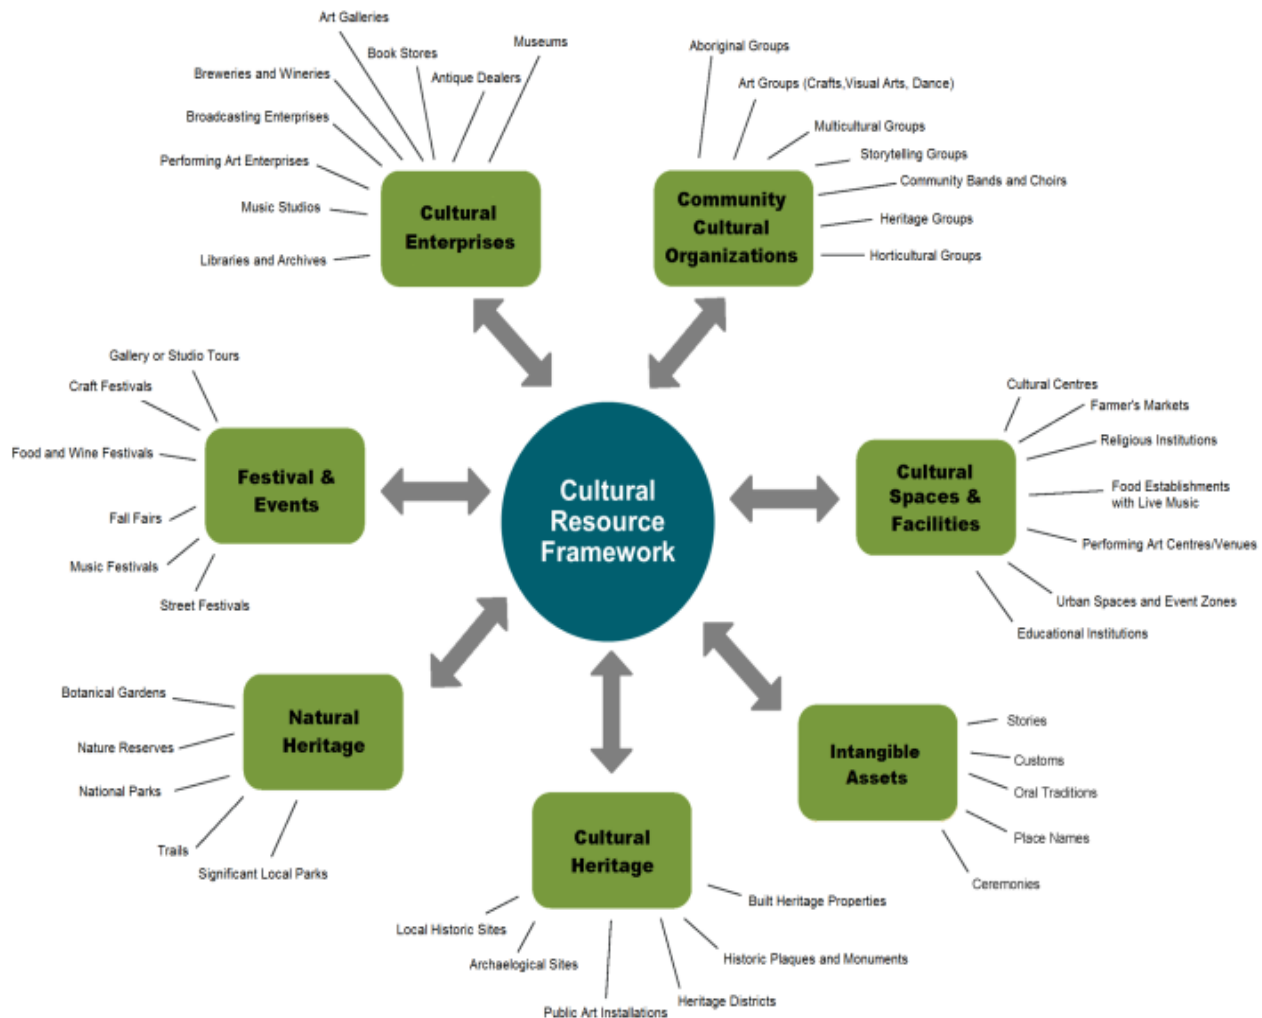 Art Galleries
Book Stores
Museums
Breweries and Wineries
Antique Dealers
Broadcasting Enterprises
Performing Art Enterprises
Music Studios
Libraries and Archives
Cultural
Enterprises
Aboriginal Groups
Art Groups (Crafts,Visual Arts, Dance)
Multicultural Groups
Storytelling Groups
Community Bands and Choirs
Heritage Groups
Horticultural Groups
Community
Cultural
Organizations
Gallery or Studio Tours
Craft Festivals
Food and Wine Festivals
Fall Fairs
Music Festivals
Street Festivals
Festival &
Events
Cultural
Resource
Framework
Cultural Centres
Farmer's Markets
Religious Institutions
Food Establishments
with Live Music
Performing Art Centres/Venues
Urban Spaces and Event Zones
Educational Institutions
Cultural
Spaces &
Facilities
Botanical Gardens
Nature Reserves
National Parks
Trails
Significant Local Parks
Natural
Heritage
Cultural
Heritage
Local Historic Sites
Archaelogical Sites
Public Art Installations
Heritage Districts
Historic Plaques and Monuments
Built Heritage Properties
Intangible
Assets
Stories
Customs
Oral Traditions
Place Names
Ceremonies